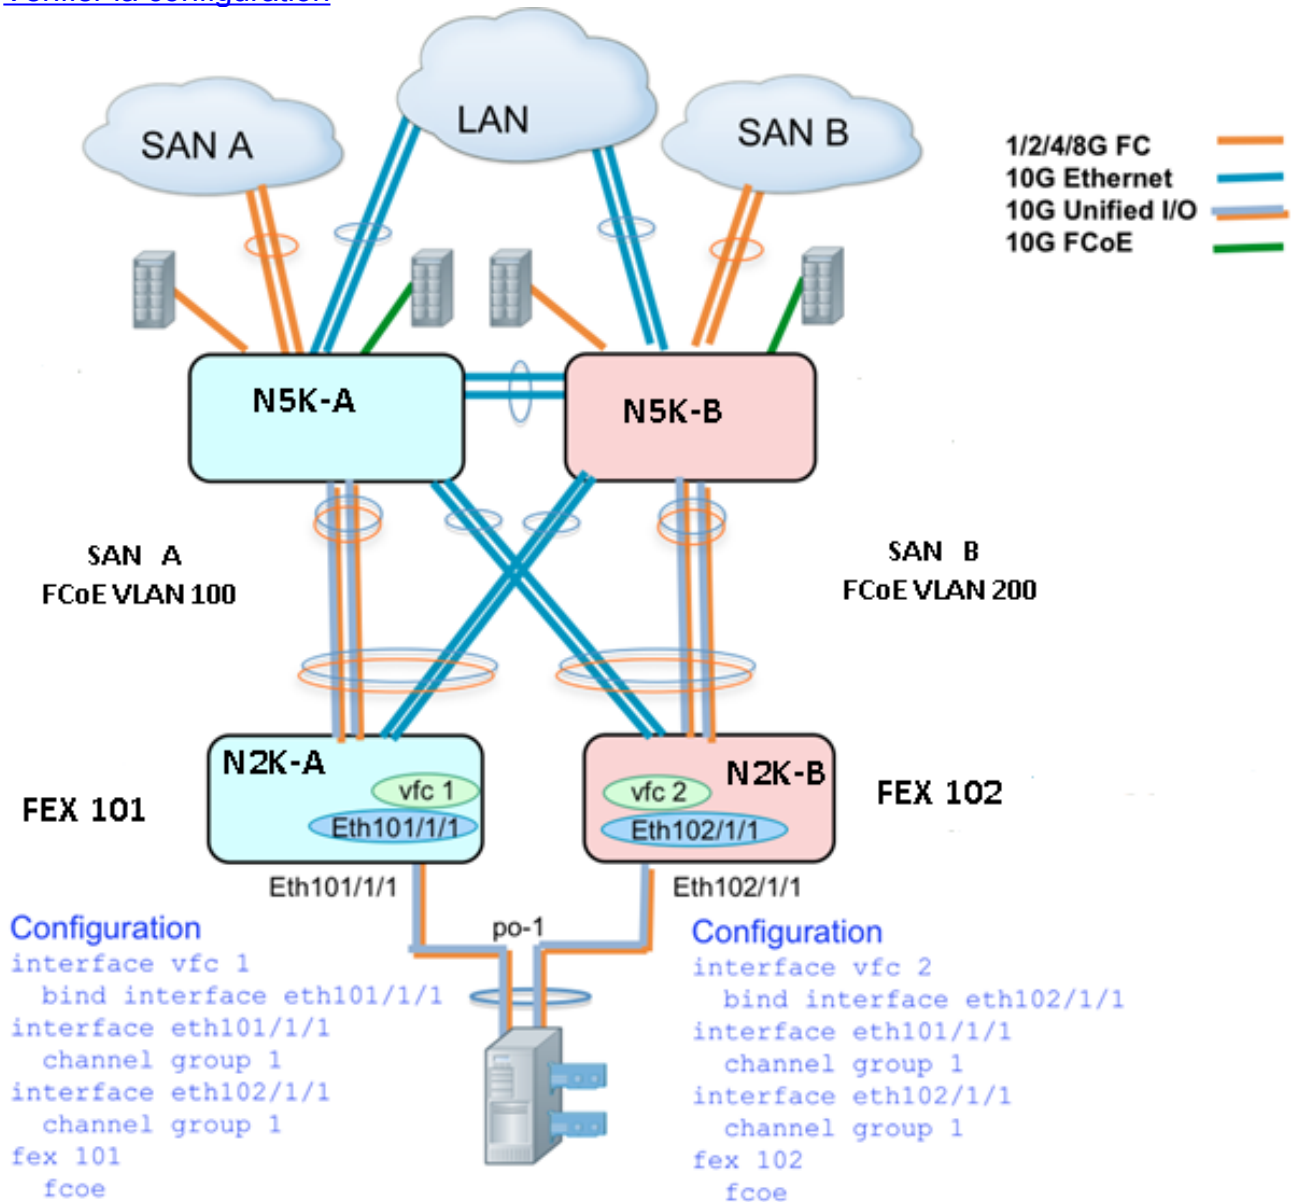 Vérifier la configuration
LAN
SAN A
SAN B
1/2/4/8G FC
10G Ethernet
10G Unified I/O
10G FCoE
N5K-A
N5K-B
SAN A
FCoE VLAN 100
SAN B
FCoE VLAN 200
N2K-A
vfc 1
Eth101/1/1
N2K-B
vfc 2
Eth102/1/1
FEX 101
FEX 102
Eth101/1/1
Eth102/1/1
po-1
Configuration
interface vfc 1
bind interface eth101/1/1
interface eth101/1/1
channel group 1
interface eth102/1/1
channel group 1
fex 101
fcoe
Configuration
interface vfc 2
bind interface eth102/1/1
interface eth101/1/1
channel group 1
interface eth102/1/1
channel group 1
fex 102
fcoe